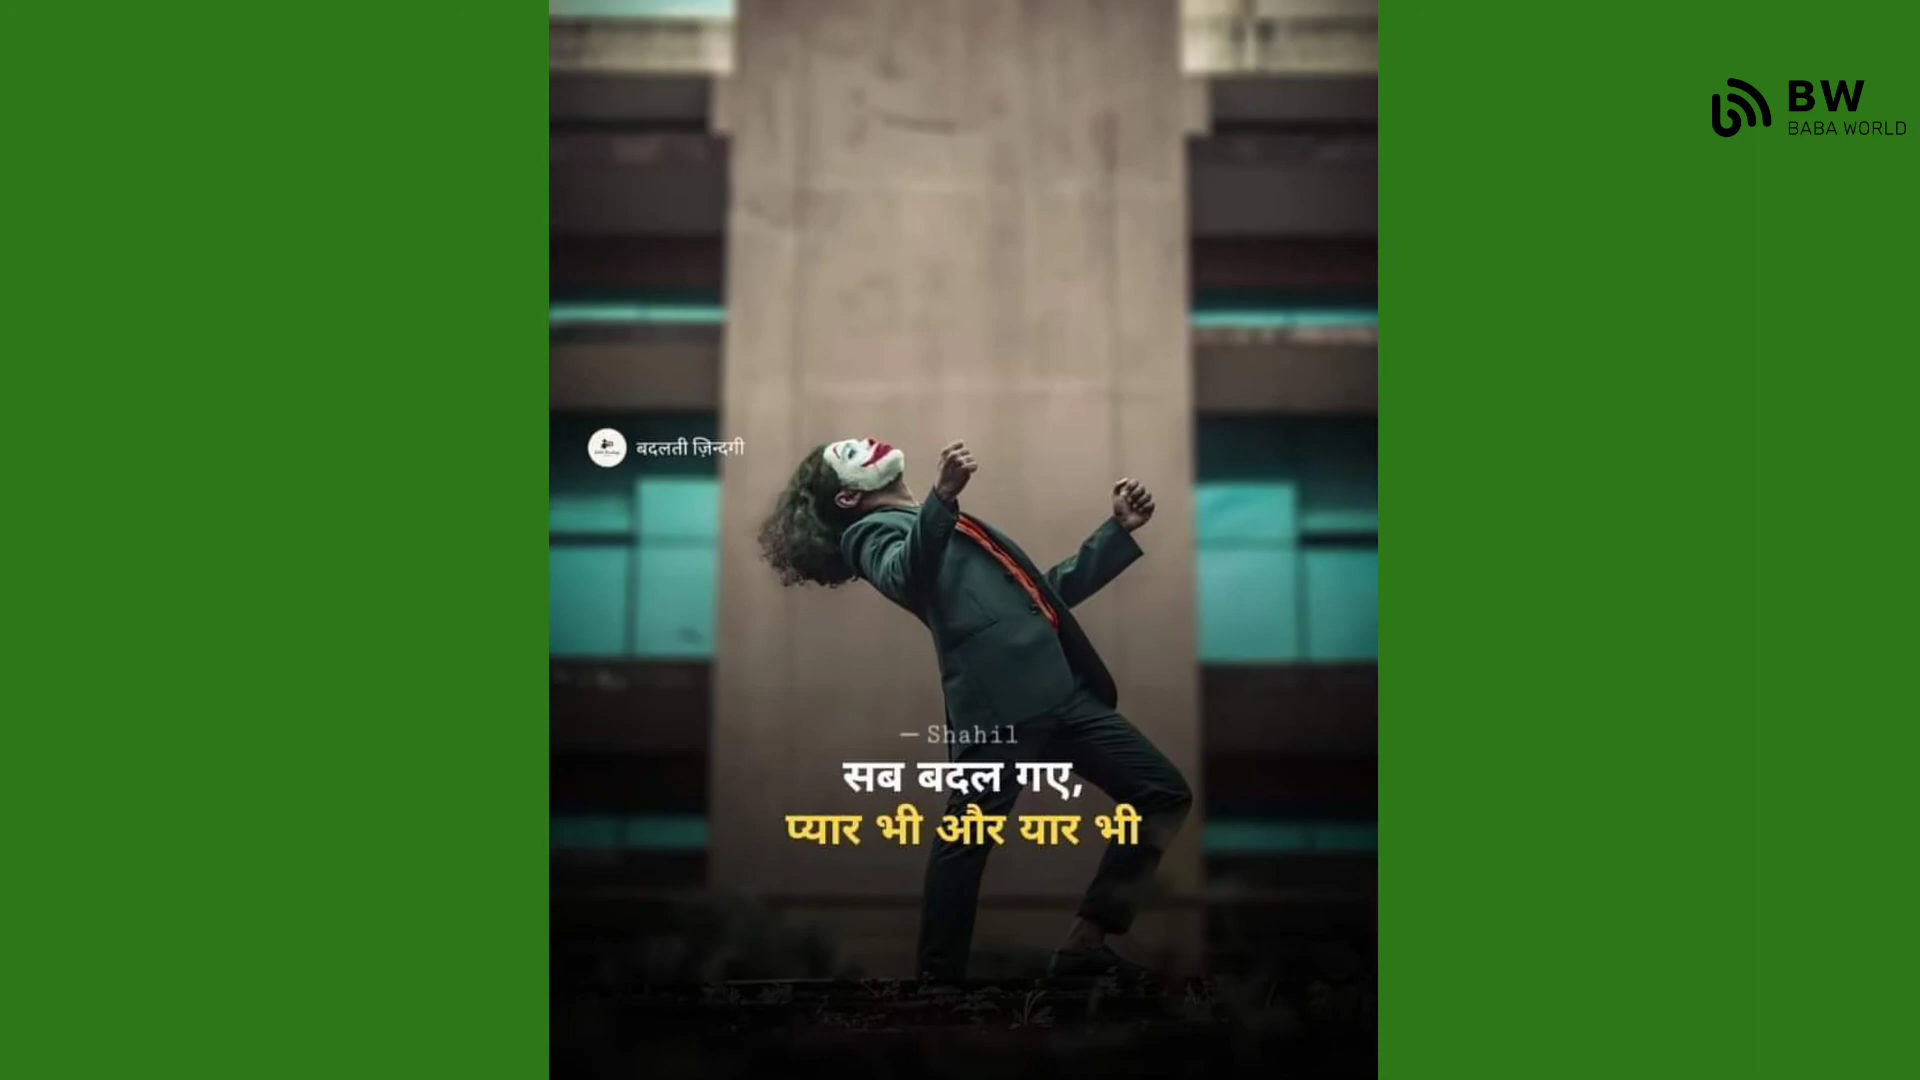 BW
BABA WORLD
बदलती ज़िन्दगी
— Shahil
सब बदल गए,
प्यार भी और यार भी